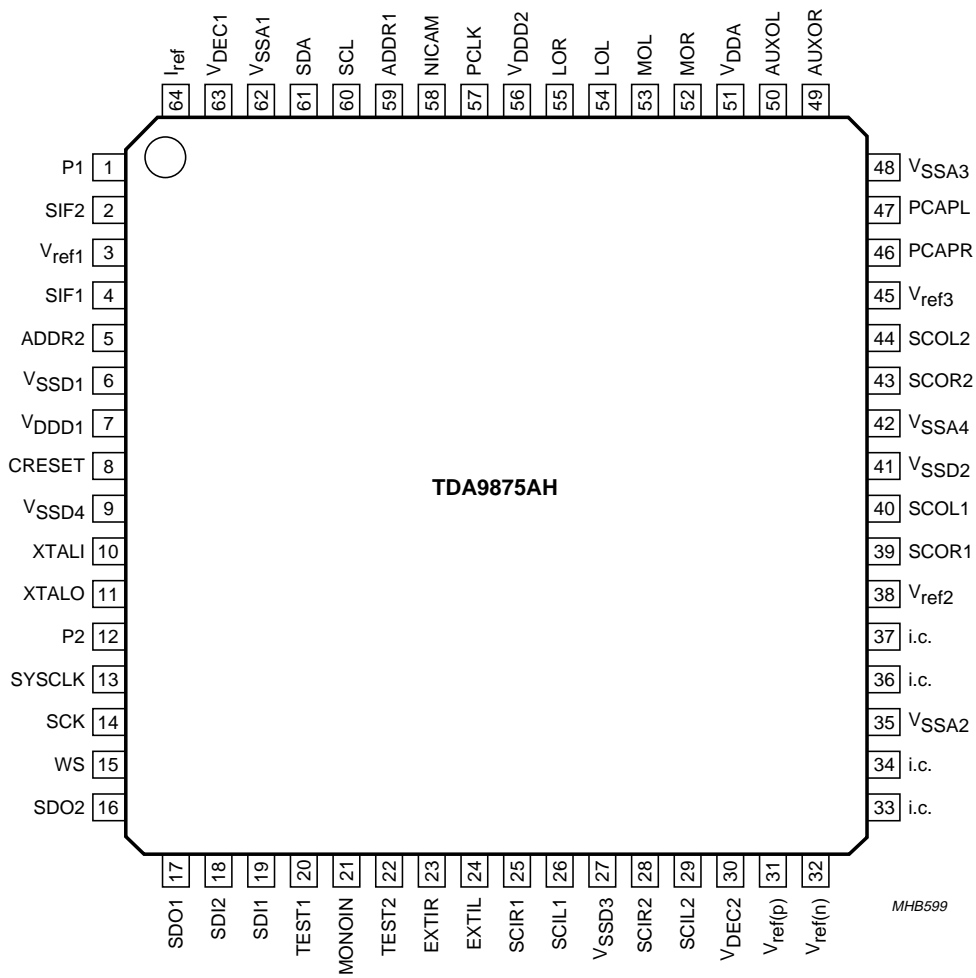 64 I_ref
63 V_DEC1
62 V_SSA1
61 SDA
60 SCL
59 ADDR1
58 NICAM
57 PCLK
56 V_DDD2
55 LOR
54 LOL
53 MOL
52 MOR
51 V_DDA
50 AUXOL
49 AUXOR
P1 1
SIF2 2
V_ref1 3
SIF1 4
ADDR2 5
V_SSD1 6
V_DDD1 7
CRESET 8
V_SSD4 9
XTALI 10
XTALO 11
P2 12
SYSCLK 13
SCK 14
WS 15
SDO2 16
TDA9875AH
48 V_SSA3
47 PCAPL
46 PCAPR
45 V_ref3
44 SCOL2
43 SCOR2
42 V_SSA4
41 V_SSD2
40 SCOL1
39 SCOR1
38 V_ref2
37 i.c.
36 i.c.
35 V_SSA2
34 i.c.
33 i.c.
SDO1 17
SDI2 18
SDI1 19
TEST1 20
MONOIN 21
TEST2 22
EXTIR 23
EXTIL 24
SCIR1 25
SCIL1 26
V_SSD3 27
SCIR2 28
SCIL2 29
V_DEC2 30
V_ref(p) 31
V_ref(n) 32
MHB599